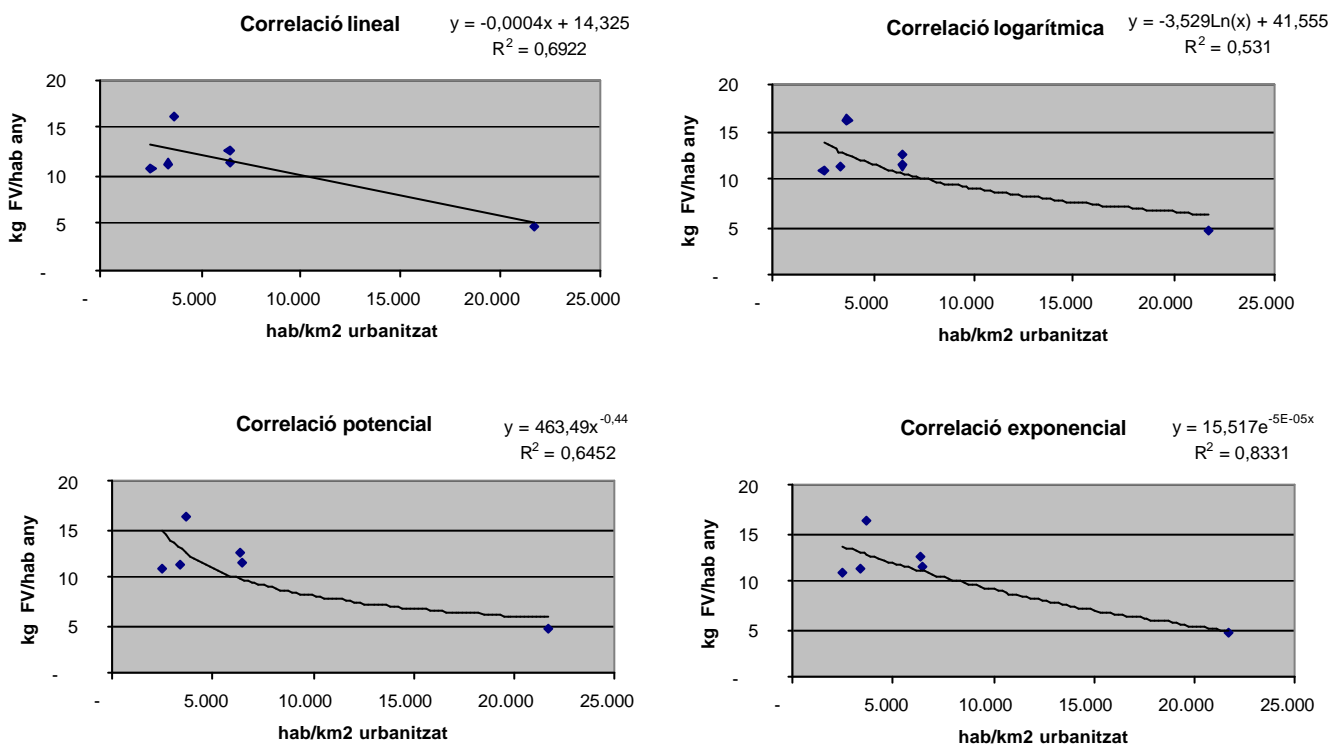 Correlació lineal
y = -0,0004x + 14,325
R² = 0,6922
20
15
10
5
-
kg FV/hab any
- 5.000 10.000 15.000 20.000 25.000
hab/km2 urbanitzat
Correlació logarítmica
y = -3,529Ln(x) + 41,555
R² = 0,531
20
15
10
5
-
kg FV/hab any
- 5.000 10.000 15.000 20.000 25.000
hab/km2 urbanitzat
Correlació potencial
y = 463,49x^-0,44
R² = 0,6452
20
15
10
5
-
kg FV/hab any
- 5.000 10.000 15.000 20.000 25.000
hab/km2 urbanitzat
Correlació exponencial
y = 15,517e^-5E-05x
R² = 0,8331
20
15
10
5
-
kg FV/hab any
- 5.000 10.000 15.000 20.000 25.000
hab/km2 urbanitzat